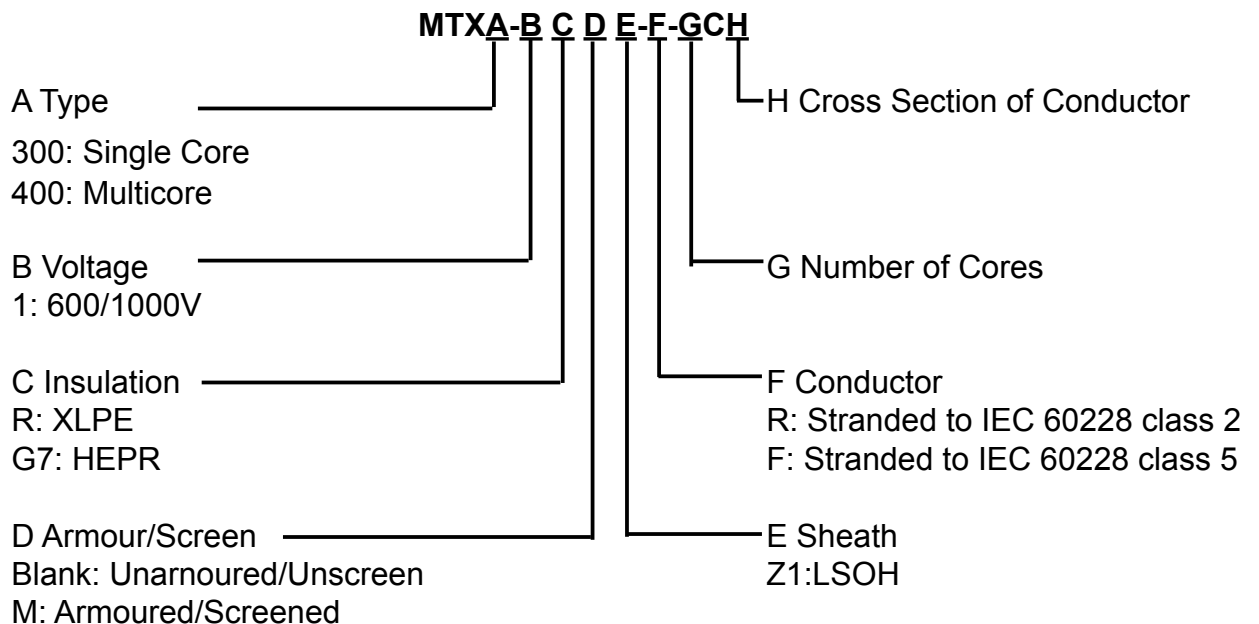 MTXA-B C D E-F-GCH
A Type
300: Single Core
400: Multicore
B Voltage
1: 600/1000V
C Insulation
R: XLPE
G7: HEPR
D Armour/Screen
Blank: Unarnoured/Unscreen
M: Armoured/Screened
H Cross Section of Conductor
G Number of Cores
F Conductor
R: Stranded to IEC 60228 class 2
F: Stranded to IEC 60228 class 5
E Sheath
Z1:LSOH